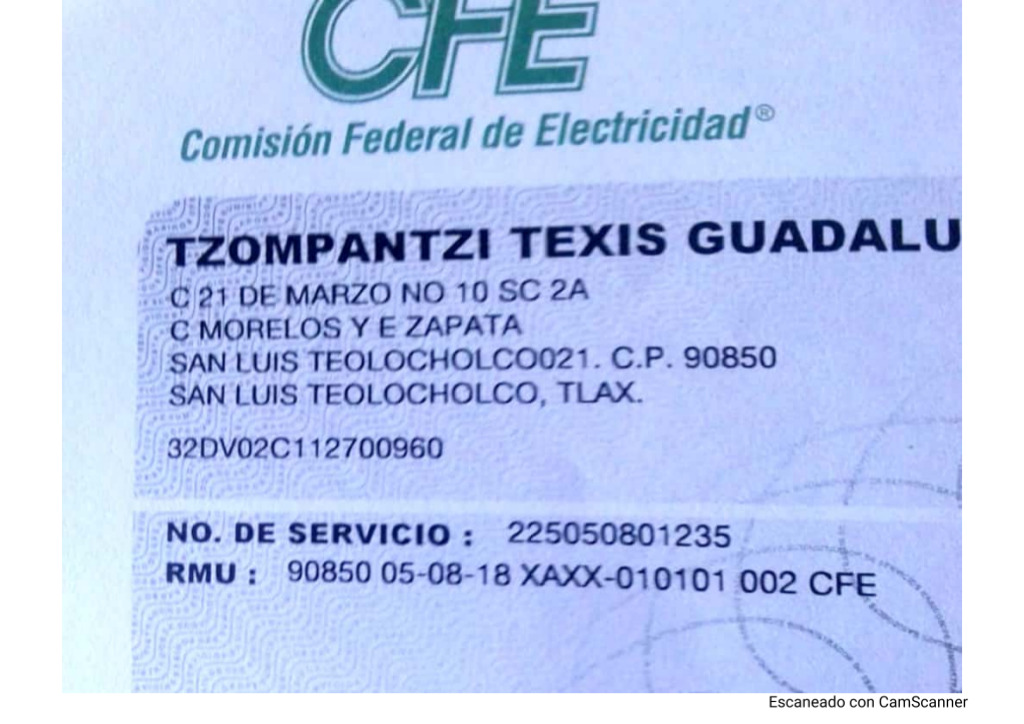 CFE
Comisión Federal de Electricidad®
TZOMPANTZI TEXIS GUADALU
C 21 DE MARZO NO 10 SC 2A
C MORELOS Y E ZAPATA
SAN LUIS TEOLOCHOLCO021. C.P. 90850
SAN LUIS TEOLOCHOLCO, TLAX.
32DV02C112700960
NO. DE SERVICIO : 225050801235
RMU : 90850 05-08-18 XAXX-010101 002 CFE
Escaneado con CamScanner